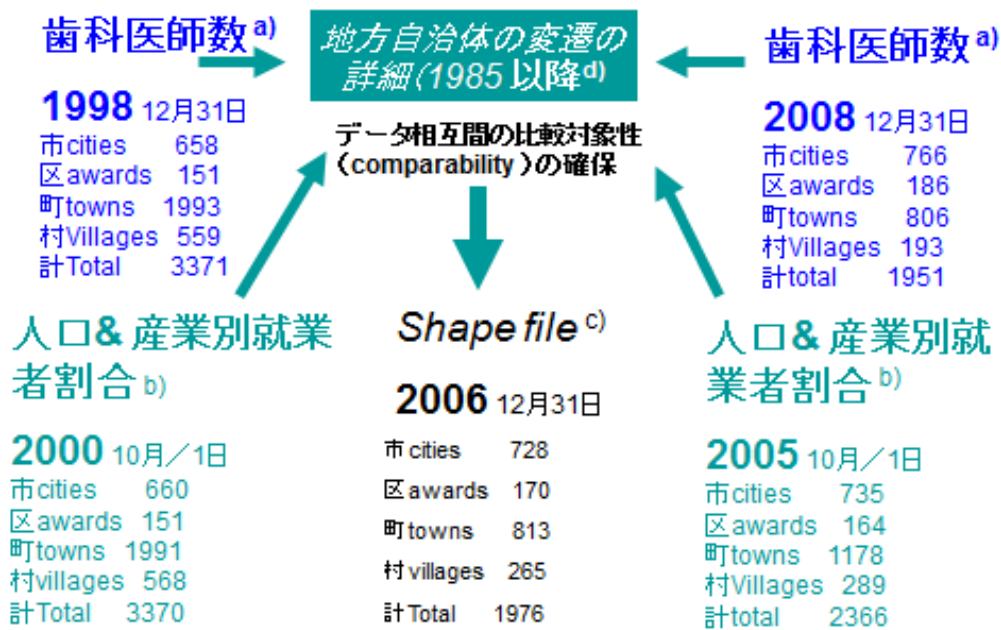 歯科医師数 a)
1998 12月31日
市cities 658
区awards 151
町towns 1993
村Villages 559
計Total 3371
地方自治体の変遷の
詳細(1985 以降d)
データ相互間の比較対象性
（comparability）の確保
歯科医師数 a)
2008 12月31日
市cities 766
区awards 186
町towns 806
村Villages 193
計total 1951
人口& 産業別就業
者割合 b)
2000 10月／1日
市cities 660
区awards 151
町towns 1991
村villages 568
計Total 3370
Shape file c)
2006 12月31日
市cities 728
区awards 170
町towns 813
村villages 265
計Total 1976
人口& 産業別就
業者割合 b)
2005 10月／1日
市cities 735
区awards 164
町towns 1178
村Villages 289
計total 2366